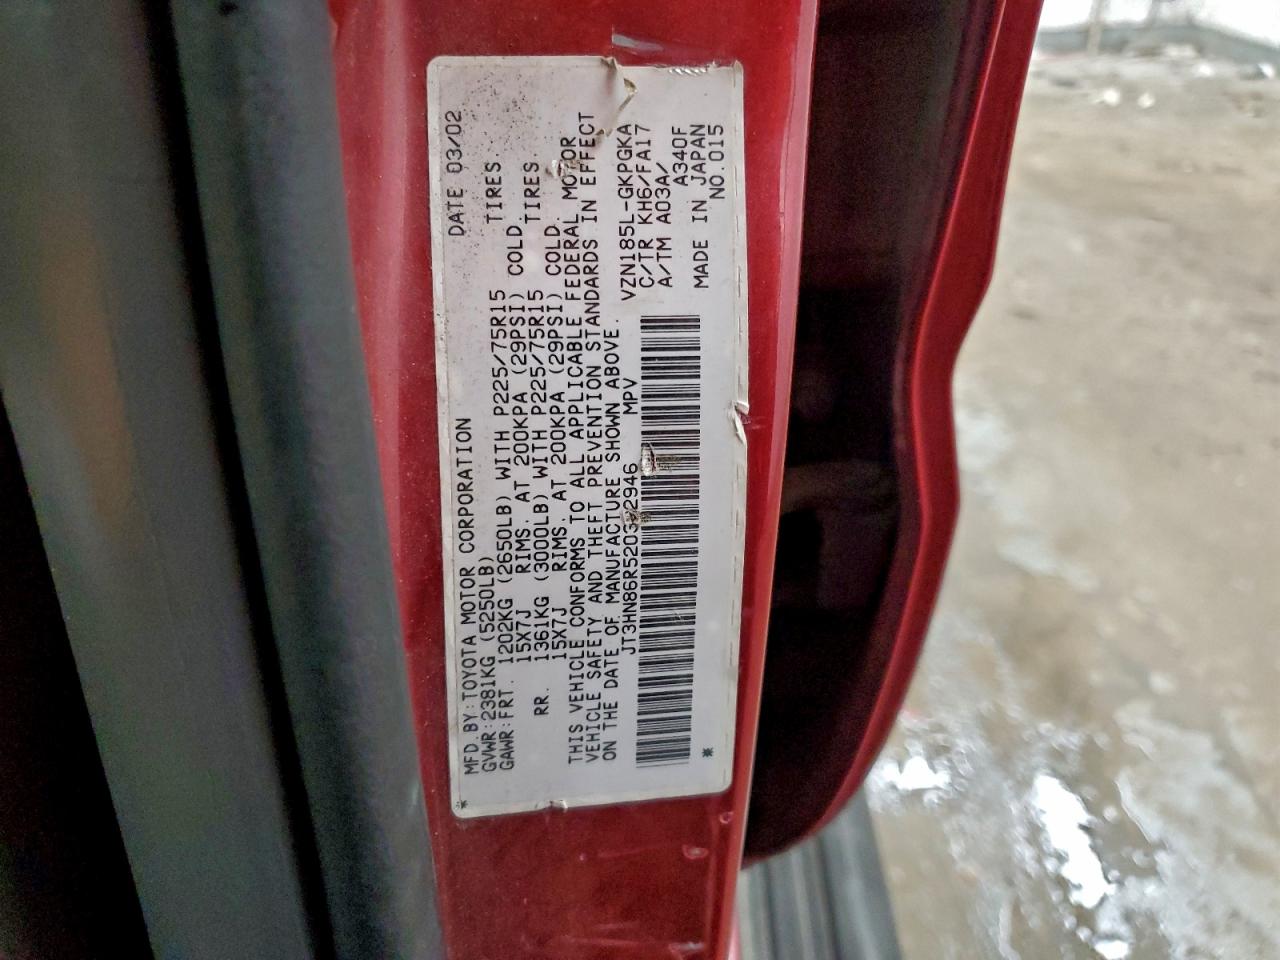 MFD. BY: TOYOTA MOTOR CORPORATION DATE 03/02
GVWR: 2381KG (5250LB)
GAWR: FRT. 1202KG (2650LB) WITH P225/75R15 TIRES.
15X7J RIMS. AT 200KPA (29PSI) COLD
RR. 1361KG (3000LB) WITH P225/75R15 TIRES.
15X7J RIMS. AT 200KPA (29PSI) COLD.
THIS VEHICLE CONFORMS TO ALL APPLICABLE FEDERAL MOTOR
VEHICLE SAFETY AND THEFT PREVENTION STANDARDS IN EFFECT
ON THE DATE OF MANUFACTURE SHOWN ABOVE.
MPV
VZN185L-GKPGKA
C/TR KH6/FA17
A/TM A03A/
A340F
MADE IN JAPAN
NO.015